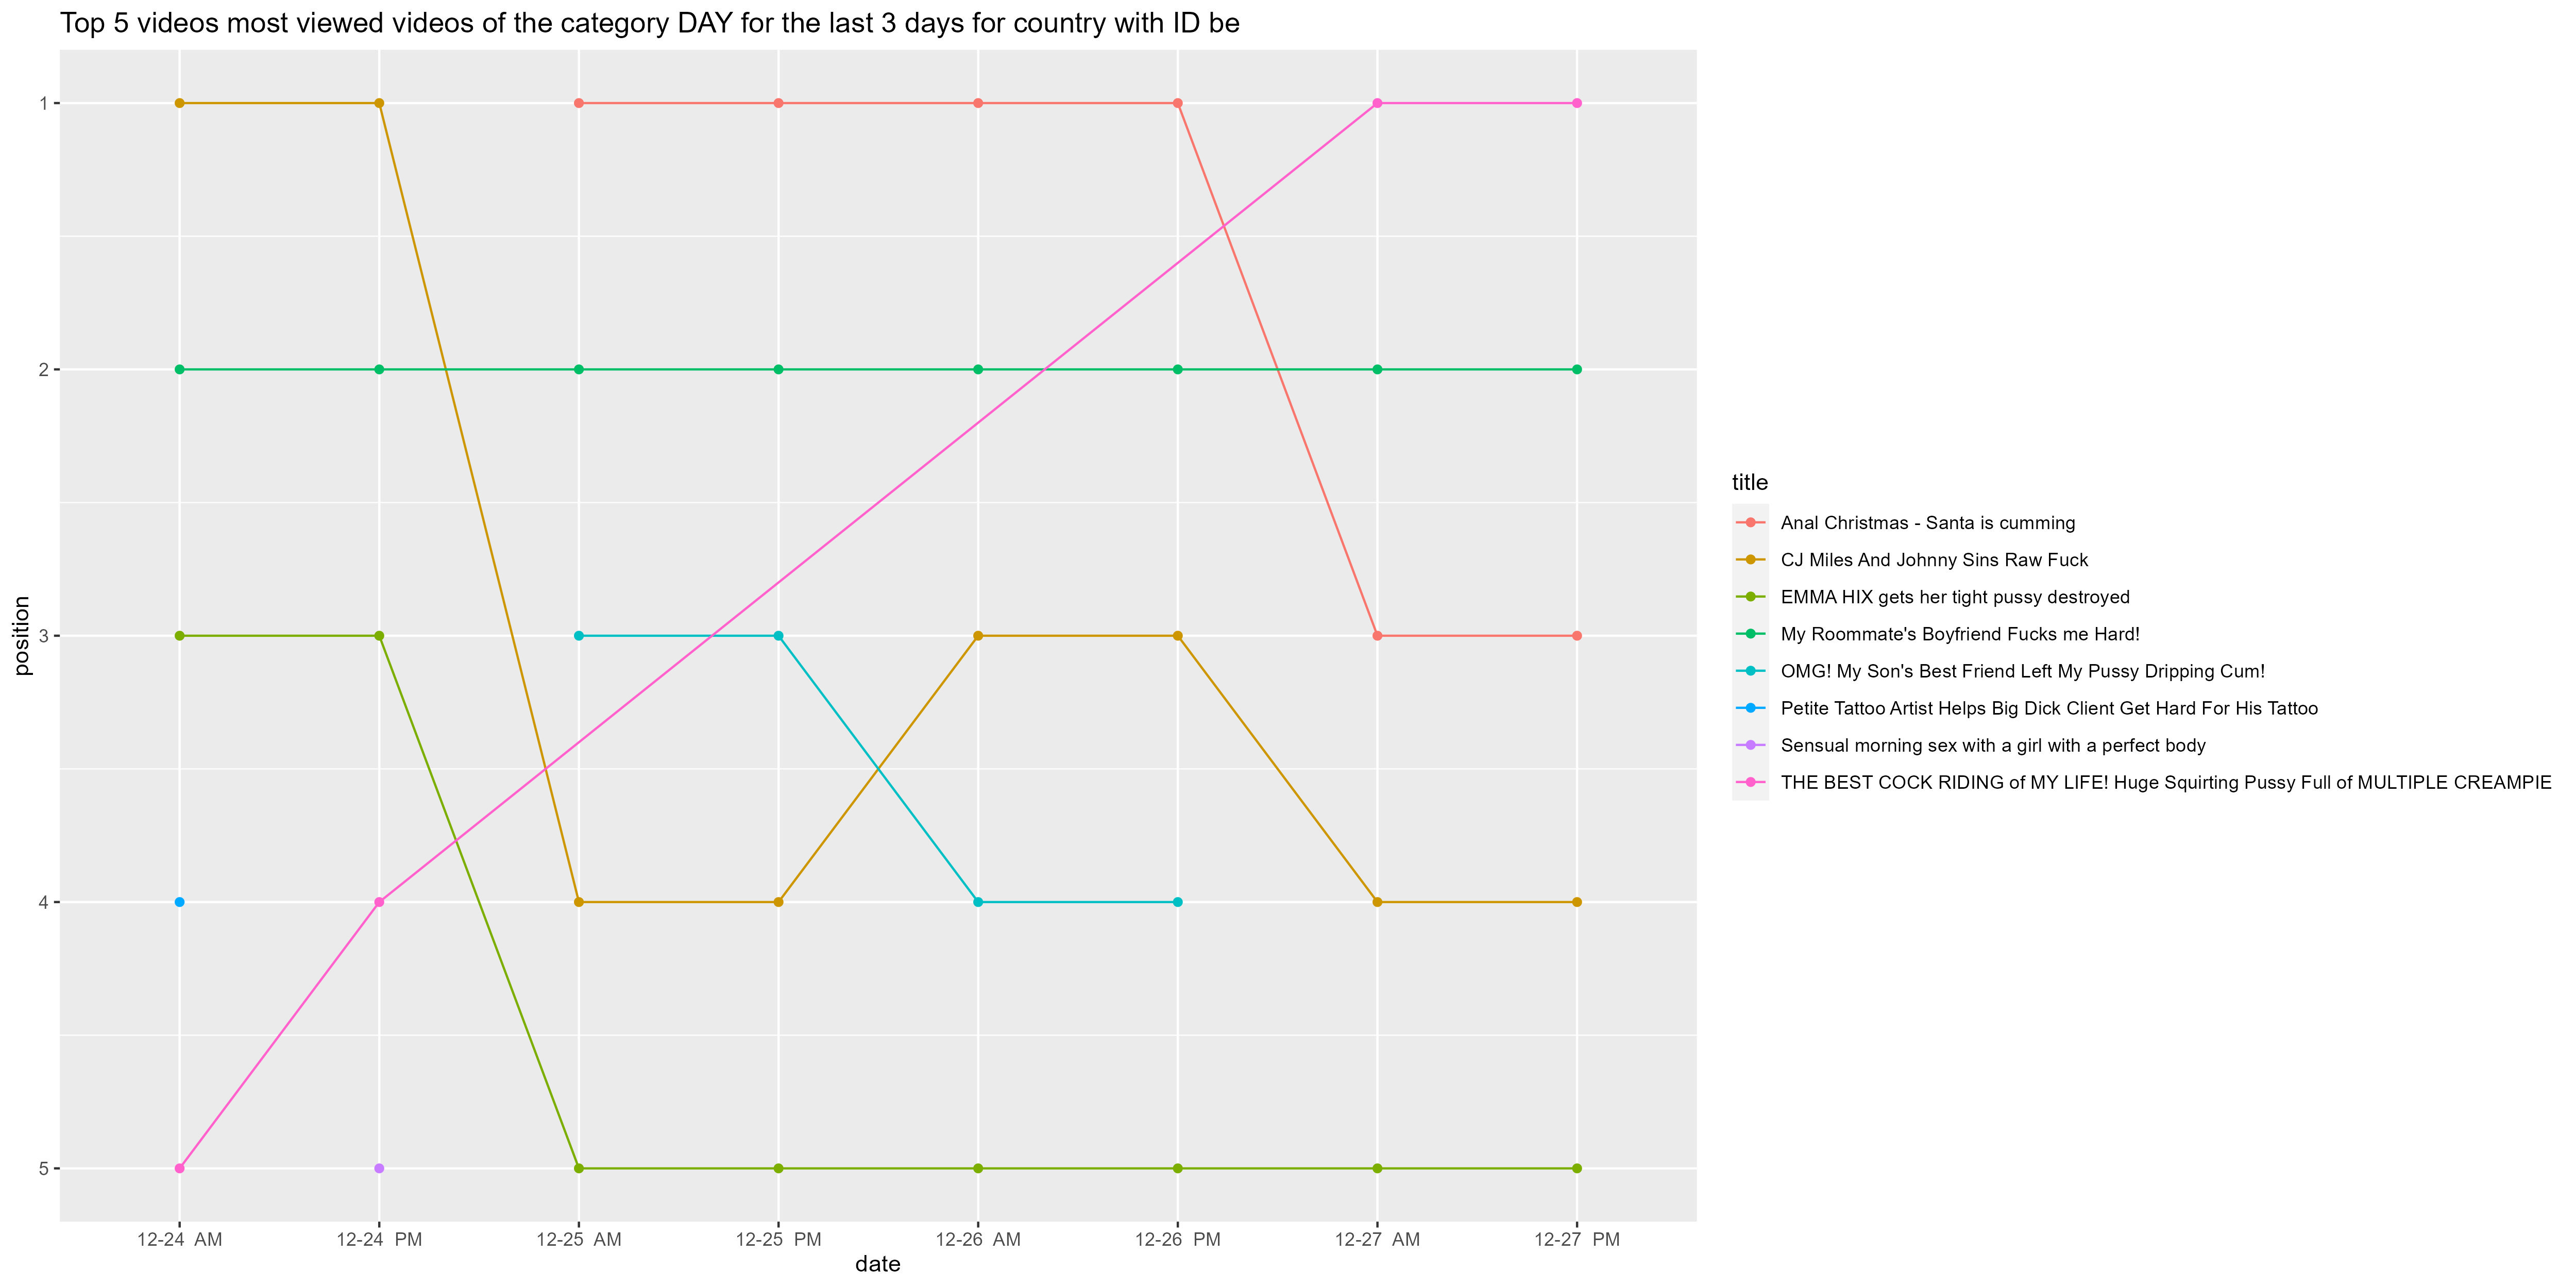 Top 5 videos most viewed videos of the category DAY for the last 3 days for country with ID be
position
1
2
3
4
5
12-24 AM
12-24 PM
12-25 AM
12-25 PM
12-26 AM
12-26 PM
12-27 AM
12-27 PM
date
title
Anal Christmas - Santa is cumming
CJ Miles And Johnny Sins Raw Fuck
EMMA HIX gets her tight pussy destroyed
My Roommate's Boyfriend Fucks me Hard!
OMG! My Son's Best Friend Left My Pussy Dripping Cum!
Petite Tattoo Artist Helps Big Dick Client Get Hard For His Tattoo
Sensual morning sex with a girl with a perfect body
THE BEST COCK RIDING of MY LIFE! Huge Squirting Pussy Full of MULTIPLE CREAMPIE